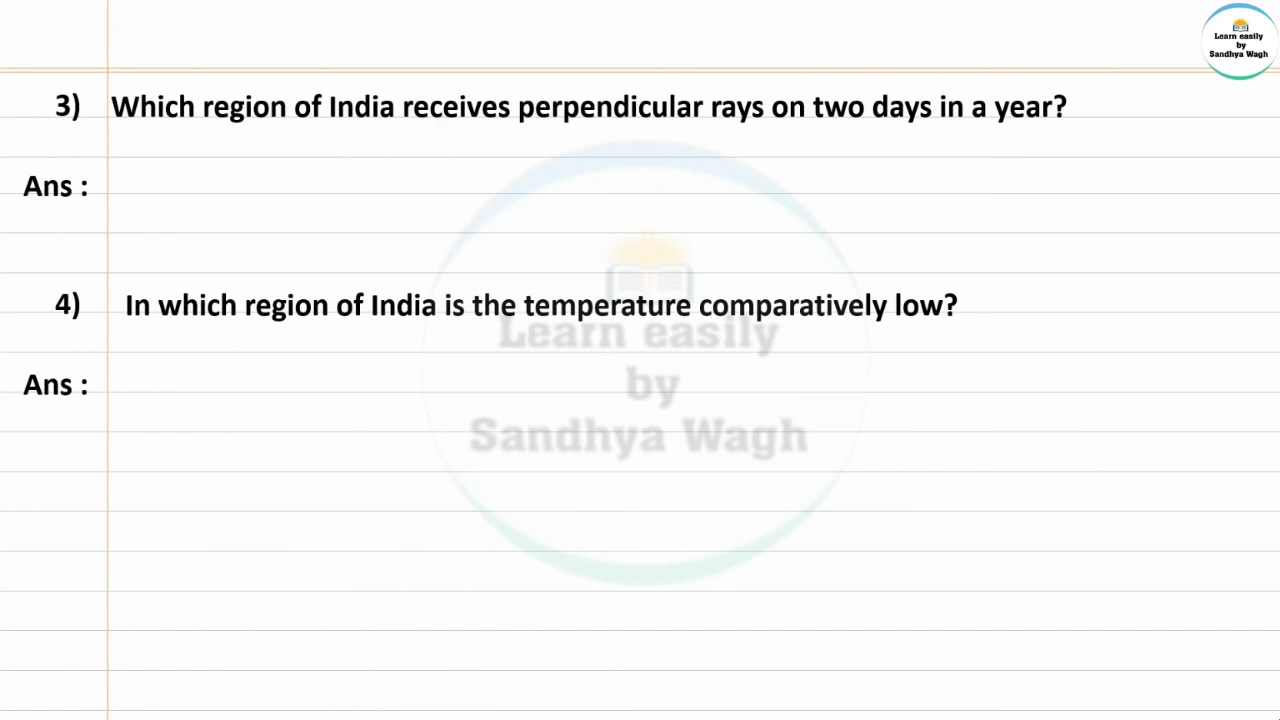 Learn easily
by
Sandhya Wagh
3) Which region of India receives perpendicular rays on two days in a year?
Ans :
4) In which region of India is the temperature comparatively low?
Ans :
Learn easily
by
Sandhya Wagh